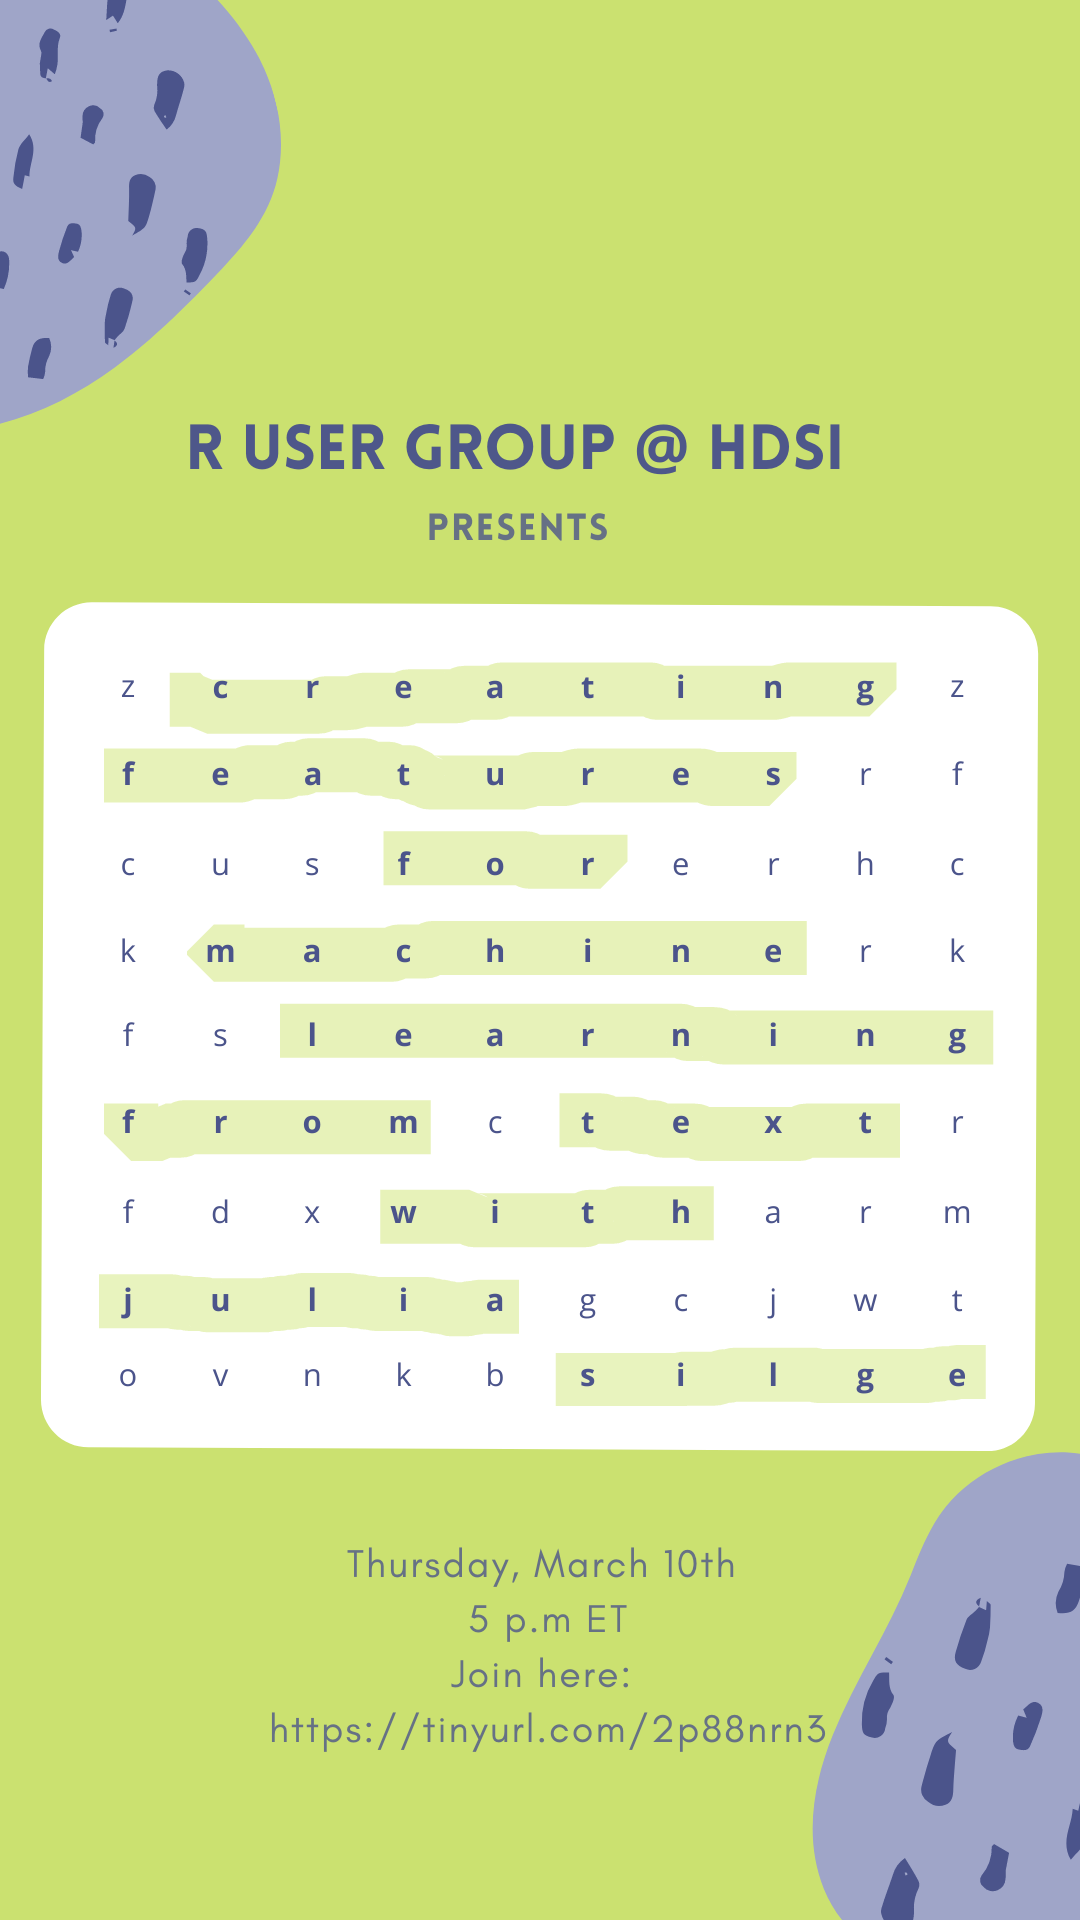 R USER GROUP @ HDSI
PRESENTS
z c r e a t i n g z
f e a t u r e s r f
c u s f o r e r h c
k m a c h i n e r k
f s l e a r n i n g
f r o m c t e x t r
f d x w i t h a r m
j u l i a g c j w t
o v n k b s i l g e
Thursday, March 10th
5 p.m ET
Join here:
https://tinyurl.com/2p88nrn3